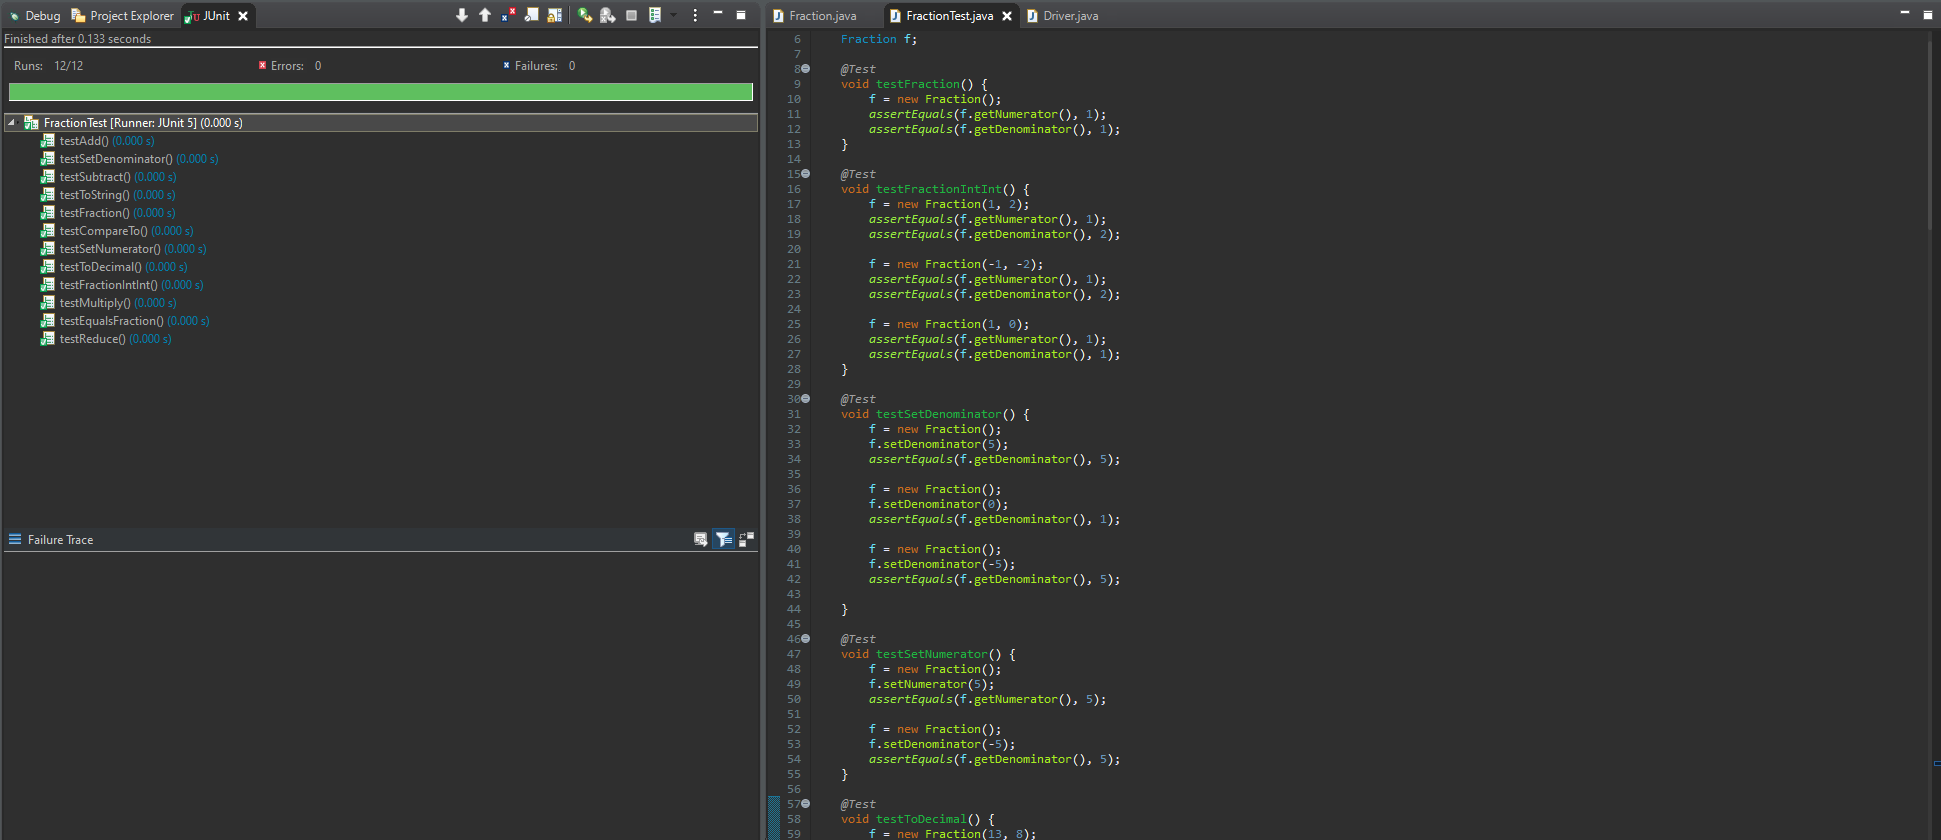 Debug Project Explorer JUnit
Finished after 0.133 seconds
Runs: 12/12 Errors: 0 Failures: 0
FractionTest [Runner: JUnit 5] (0.000 s)
testAdd() (0.000 s)
testSetDenominator() (0.000 s)
testSubtract() (0.000 s)
testToString() (0.000 s)
testFraction() (0.000 s)
testCompareTo() (0.000 s)
testSetNumerator() (0.000 s)
testToDecimal() (0.000 s)
testFractionIntInt() (0.000 s)
testMultiply() (0.000 s)
testEqualsFraction() (0.000 s)
testReduce() (0.000 s)
Failure Trace
Fraction.java FractionTest.java Driver.java
6 Fraction f;
7
8 @Test
9 void testFraction() {
10 f = new Fraction();
11 assertEquals(f.getNumerator(), 1);
12 assertEquals(f.getDenominator(), 1);
13 }
14
15 @Test
16 void testFractionIntInt() {
17 f = new Fraction(1, 2);
18 assertEquals(f.getNumerator(), 1);
19 assertEquals(f.getDenominator(), 2);
20
21 f = new Fraction(-1, -2);
22 assertEquals(f.getNumerator(), 1);
23 assertEquals(f.getDenominator(), 2);
24
25 f = new Fraction(1, 0);
26 assertEquals(f.getNumerator(), 1);
27 assertEquals(f.getDenominator(), 1);
28 }
29
30 @Test
31 void testSetDenominator() {
32 f = new Fraction();
33 f.setDenominator(5);
34 assertEquals(f.getDenominator(), 5);
35
36 f = new Fraction();
37 f.setDenominator(0);
38 assertEquals(f.getDenominator(), 1);
39
40 f = new Fraction();
41 f.setDenominator(-5);
42 assertEquals(f.getDenominator(), 5);
43
44 }
45
46 @Test
47 void testSetNumerator() {
48 f = new Fraction();
49 f.setNumerator(5);
50 assertEquals(f.getNumerator(), 5);
51
52 f = new Fraction();
53 f.setDenominator(-5);
54 assertEquals(f.getDenominator(), 5);
55 }
56
57 @Test
58 void testToDecimal() {
59 f = new Fraction(13, 8);